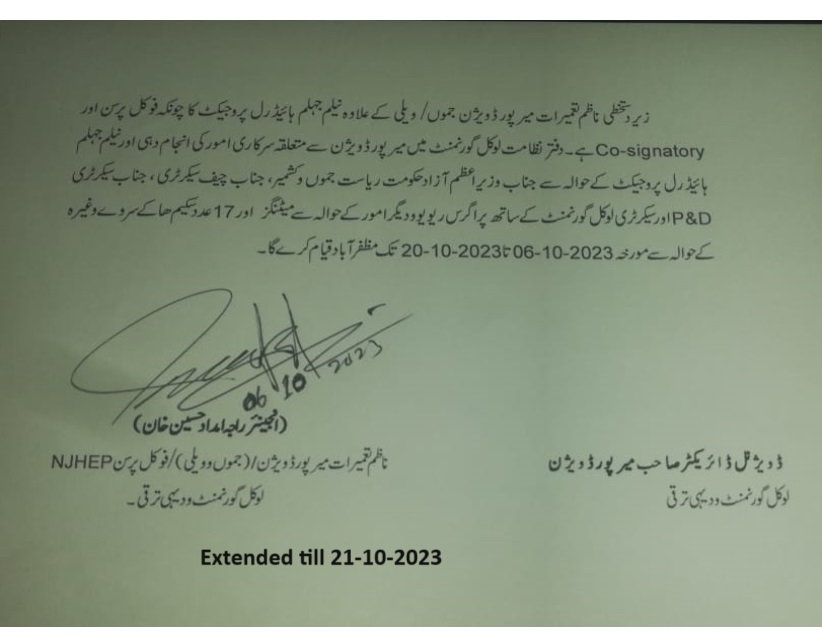 زیر دستخطی ناظم تعمیرات میر پور ڈویژن جموں/ ویلی کے علاوہ نیلم جہلم ہائیڈرل پروجیکٹ کا چونکہ فوکل پرسن اور
Co-signatory ہے۔ دفتر نظامت لوکل گورنمنٹ میں میر پور ڈویژن سے متعلقہ سرکاری امور کی انجام دہی اور نیلم جہلم
ہائیڈرل پروجیکٹ کے حوالہ سے جناب وزیر اعظم آزاد حکومت ریاست جموں و کشمیر، جناب چیف سیکرٹری، جناب سیکرٹری
P&D اور سیکرٹری لوکل گورنمنٹ کے ساتھ پراگرس ریویو و دیگر امور کے حوالہ سے میٹنگز اور 17 عدد سکیم ھا کے سروے وغیرہ
کے حوالہ سے مورخہ 06-10-2023 تا 20-10-2023 تک مظفر آباد قیام کرے گا۔
06 10 2023
(انجینئر راجہ امداد حسین خان)
ناظم تعمیرات میر پور ڈویژن/(جموں و ویلی)/فوکل پرسن NJHEP
لوکل گورنمنٹ و دیہی ترقی۔
ڈویژنل ڈائریکٹر صاحب میر پور ڈویژن
لوکل گورنمنٹ و دیہی ترقی
Extended till 21-10-2023